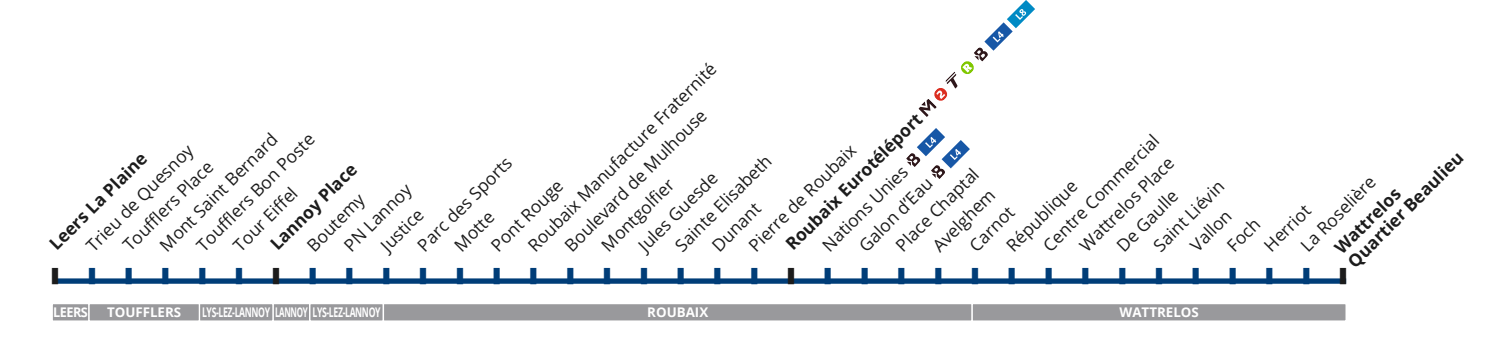 Leers La Plaine
Trieu de Quesnoy
Toufflers Place
Mont Saint Bernard
Toufflers Bon Poste
Tour Eiffel
Lannoy Place
Boutemy
PN Lannoy
Justice
Parc des Sports
Motte
Pont Rouge
Roubaix Manufacture Fraternité
Boulevard de Mulhouse
Montgolfier
Jules Guesde
Sainte Elisabeth
Dunant
Pierre de Roubaix
Roubaix Eurotéléport M 2 T R B L4 L8
Nations Unies B L4
Galon d'Eau B L4
Place Chaptal
Avelghem
Carnot
République
Centre Commercial
Wattrelos Place
De Gaulle
Saint Liévin
Vallon
Foch
Herriot
La Roselière
Wattrelos
Quartier Beaulieu
LEERS
TOUFFLERS
LYS-LEZ-LANNOY
LANNOY
LYS-LEZ-LANNOY
ROUBAIX
WATTRELOS